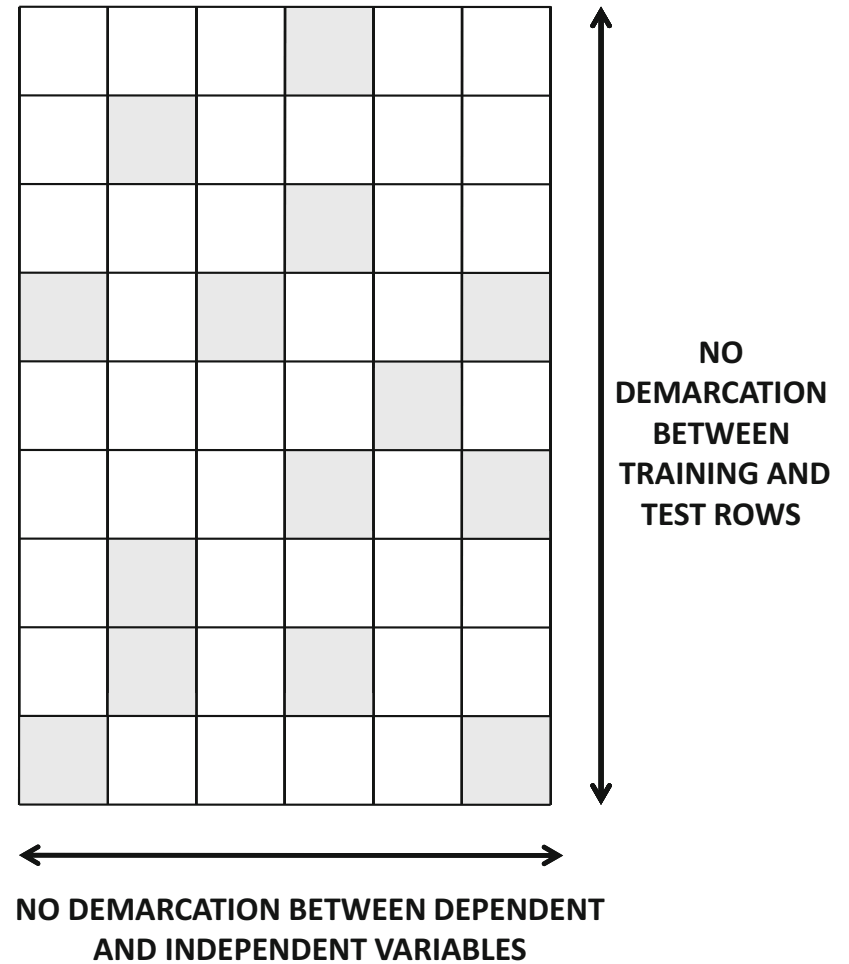 NO
DEMARCATION
BETWEEN
TRAINING AND
TEST ROWS
NO DEMARCATION BETWEEN DEPENDENT
AND INDEPENDENT VARIABLES